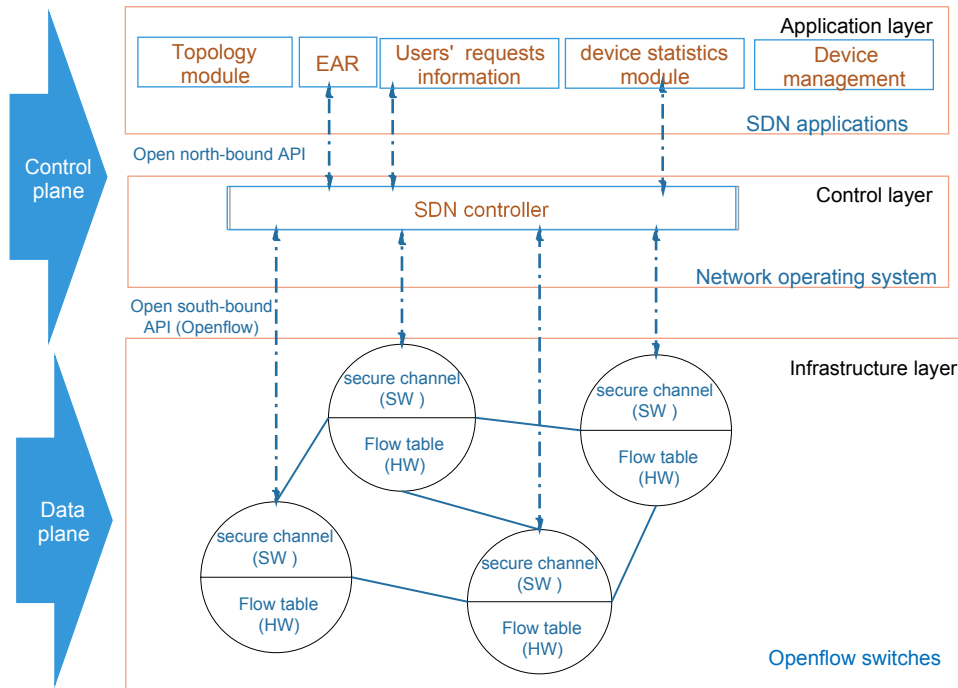 Application layer
Topology
module
EAR
Users' requests
information
device statistics
module
Device
management
SDN applications
Open north-bound API
Control
plane
Control layer
SDN controller
Network operating system
Open south-bound
API (Openflow)
Infrastructure layer
secure channel
(SW )
Flow table
(HW)
secure channel
(SW )
Flow table
(HW)
Data
plane
secure channel
(SW )
Flow table
(HW)
secure channel
(SW )
Flow table
(HW)
Openflow switches